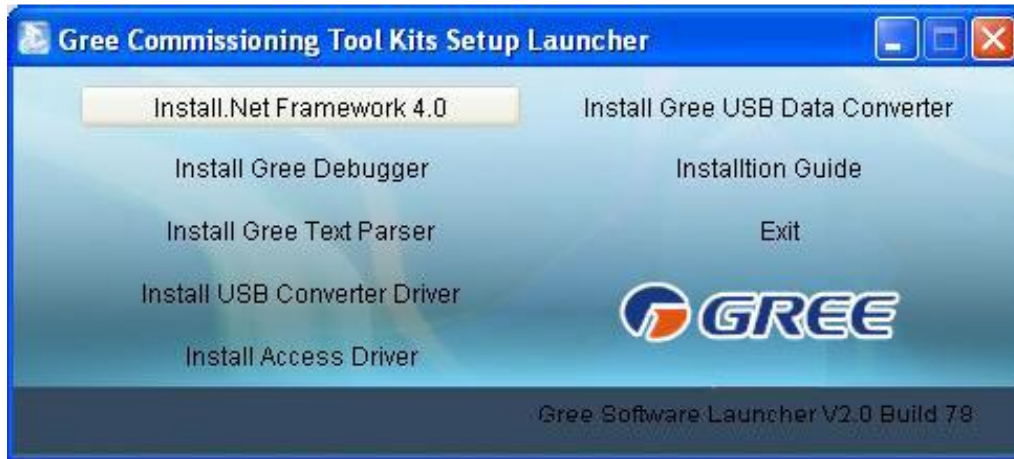 Gree Commissioning Tool Kits Setup Launcher
Install.Net Framework 4.0
Install Gree USB Data Converter
Install Gree Debugger
Installtion Guide
Install Gree Text Parser
Exit
Install USB Converter Driver
GREE
Install Access Driver
Gree Software Launcher V2.0 Build 78